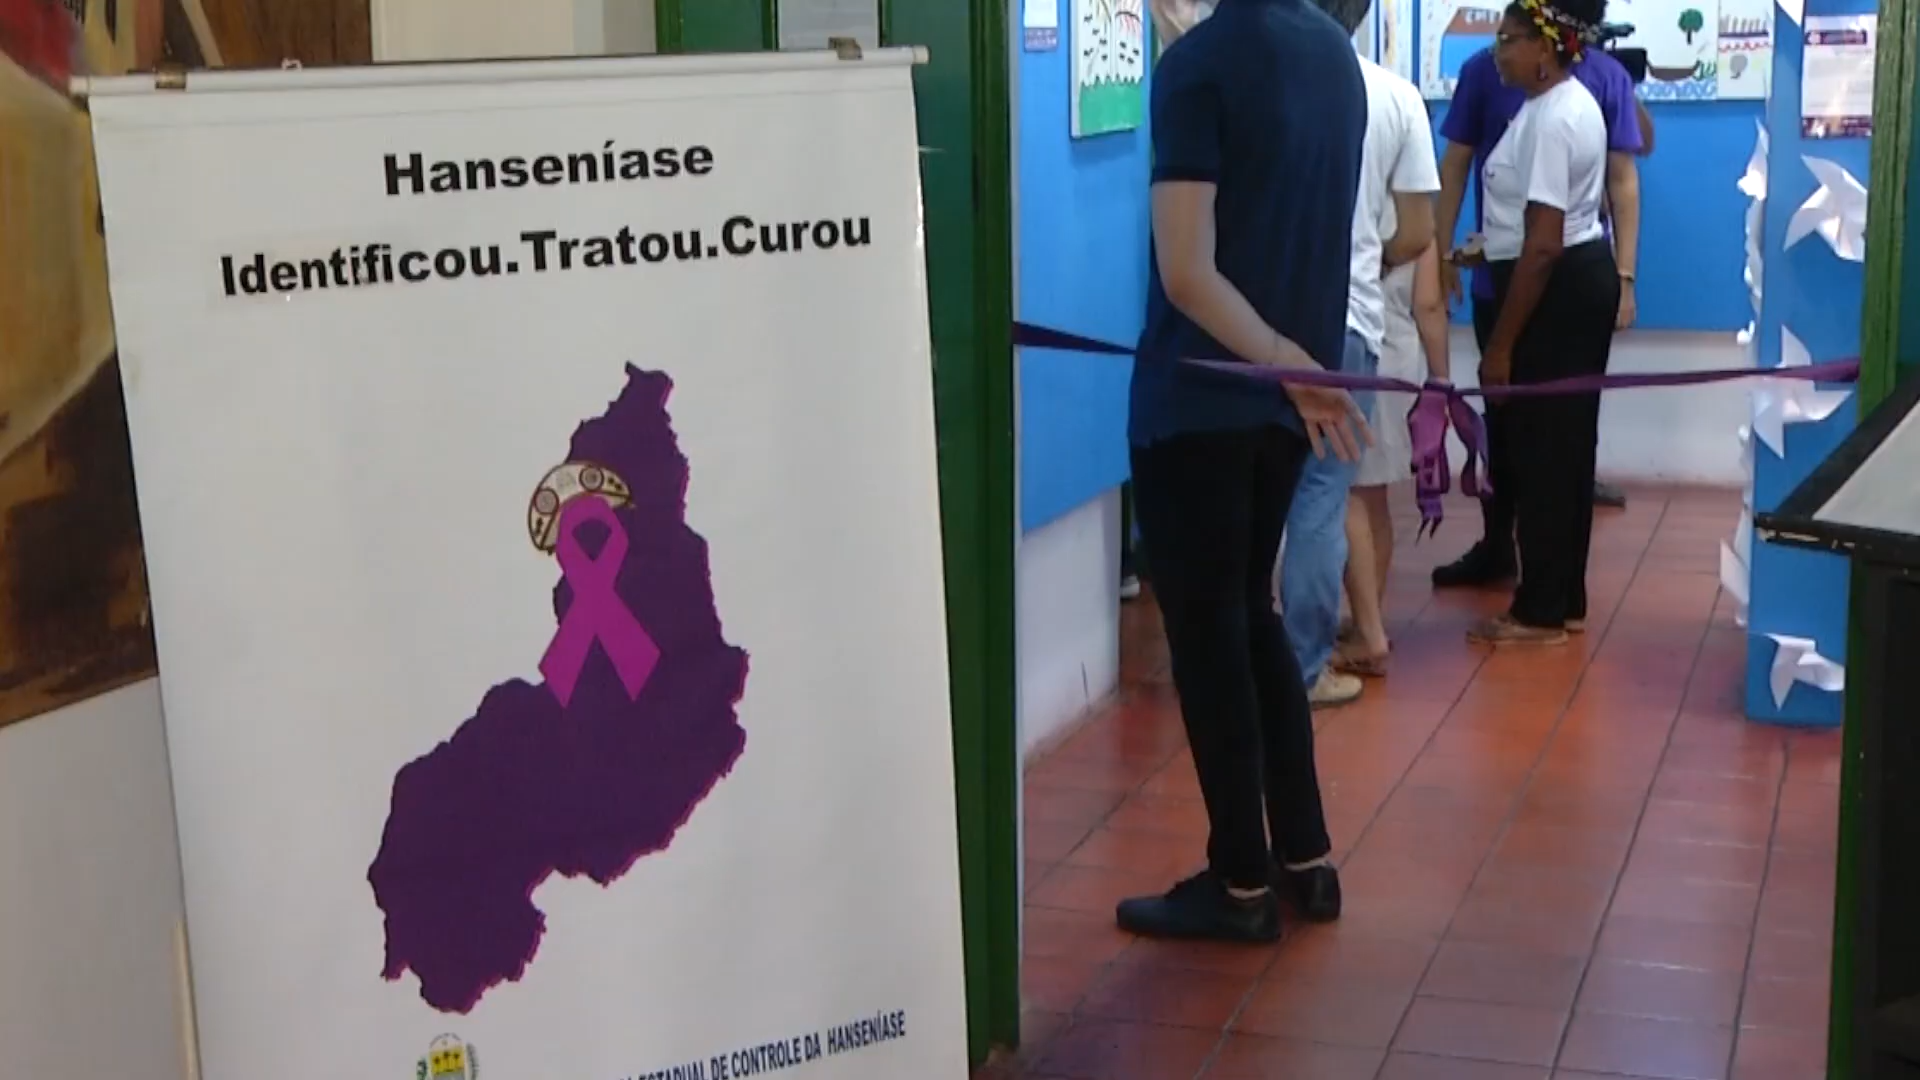 Hanseníase
Identificou.Tratou.Curou
ESTADUAL DE CONTROLE DA HANSENÍASE